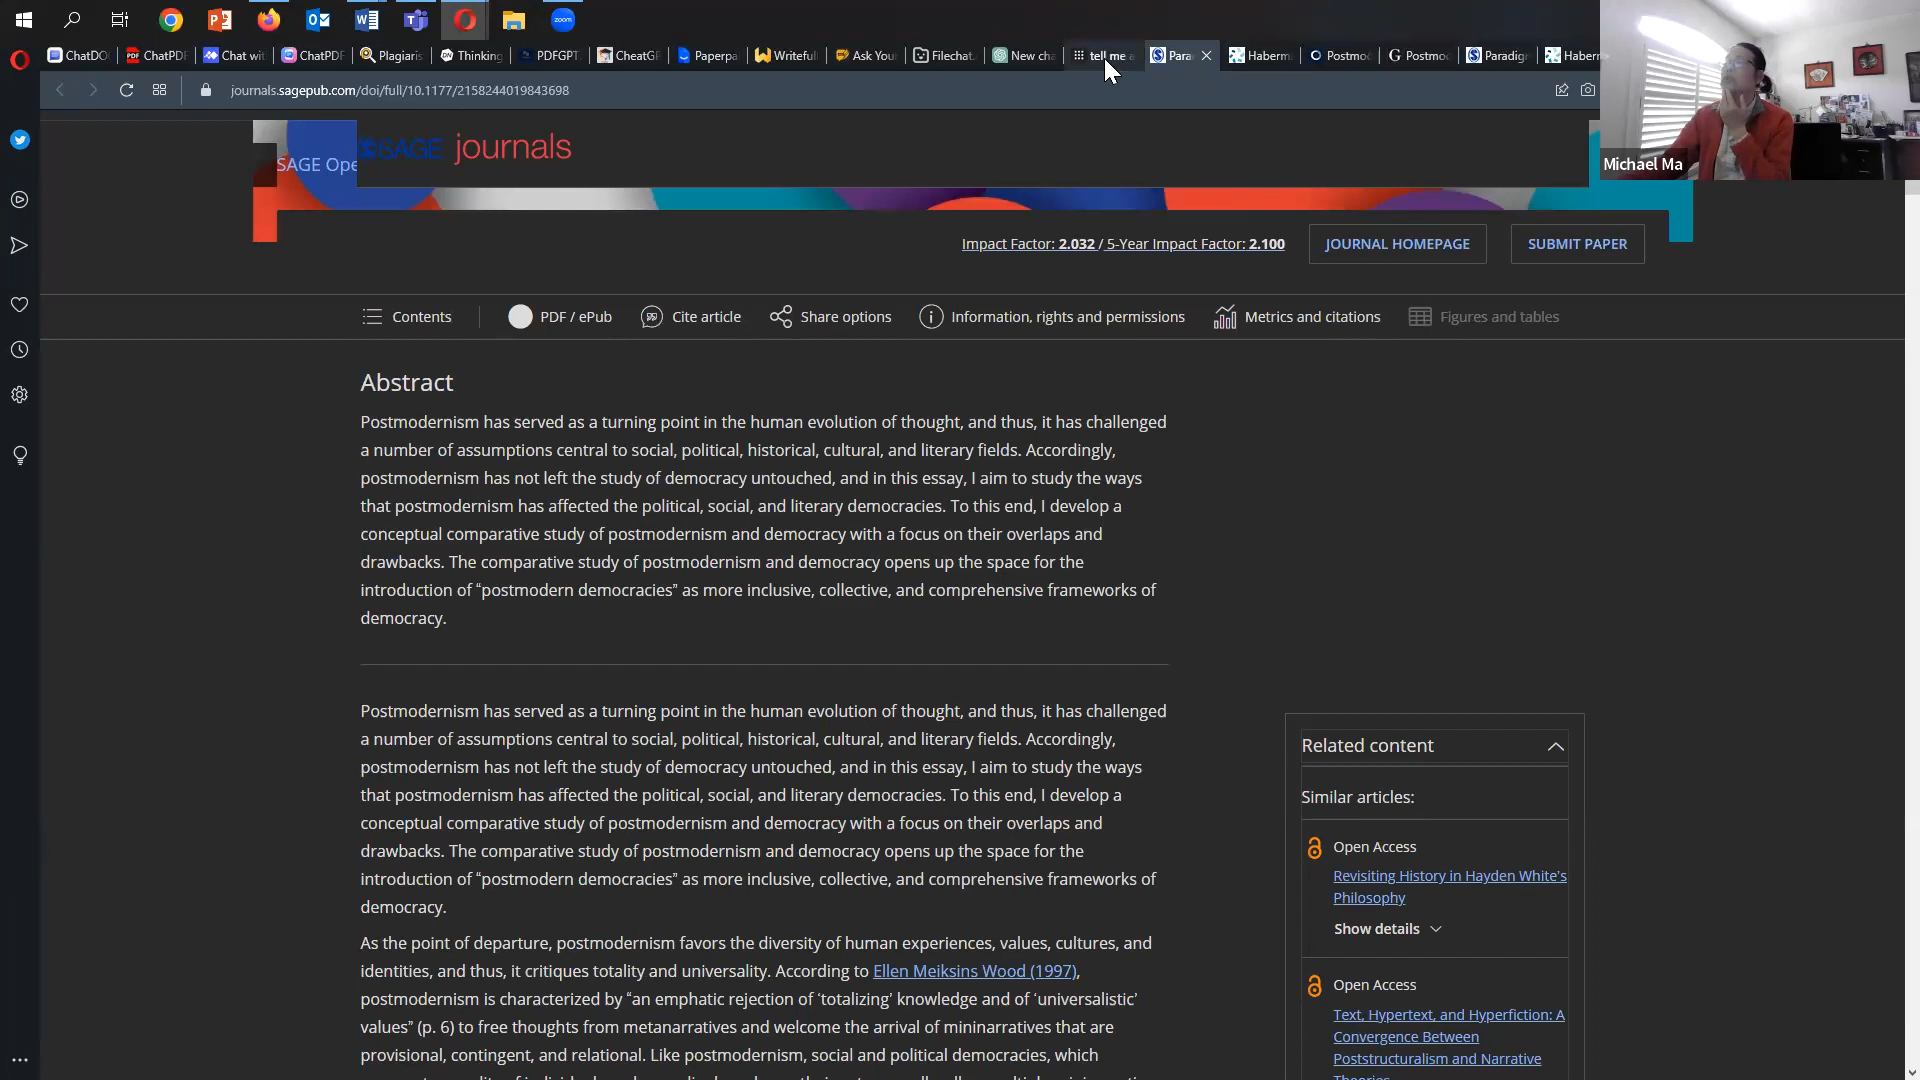 ChatDO
ChatPDF
Chat wit
ChatPDF
Plagiaris
Thinking
PDFGPT
CheatG
Paperpa
Writeful
Ask You
Filechat
New cha
tell me a
Para
Haberm
Postmod
Postmod
Paradig
Haberm
journals.sagepub.com/doi/full/10.1177/2158244019843698
Michael Ma
SAGE Ope
SAGE journals
Impact Factor: 2.032 / 5-Year Impact Factor: 2.100
JOURNAL HOMEPAGE
SUBMIT PAPER
Contents
PDF / ePub
Cite article
Share options
Information, rights and permissions
Metrics and citations
Figures and tables
Abstract
Postmodernism has served as a turning point in the human evolution of thought, and thus, it has challenged
a number of assumptions central to social, political, historical, cultural, and literary fields. Accordingly,
postmodernism has not left the study of democracy untouched, and in this essay, I aim to study the ways
that postmodernism has affected the political, social, and literary democracies. To this end, I develop a
conceptual comparative study of postmodernism and democracy with a focus on their overlaps and
drawbacks. The comparative study of postmodernism and democracy opens up the space for the
introduction of “postmodern democracies” as more inclusive, collective, and comprehensive frameworks of
democracy.
Postmodernism has served as a turning point in the human evolution of thought, and thus, it has challenged
a number of assumptions central to social, political, historical, cultural, and literary fields. Accordingly,
postmodernism has not left the study of democracy untouched, and in this essay, I aim to study the ways
that postmodernism has affected the political, social, and literary democracies. To this end, I develop a
conceptual comparative study of postmodernism and democracy with a focus on their overlaps and
drawbacks. The comparative study of postmodernism and democracy opens up the space for the
introduction of “postmodern democracies” as more inclusive, collective, and comprehensive frameworks of
democracy.
As the point of departure, postmodernism favors the diversity of human experiences, values, cultures, and
identities, and thus, it critiques totality and universality. According to Ellen Meiksins Wood (1997),
postmodernism is characterized by “an emphatic rejection of ‘totalizing’ knowledge and of ‘universalistic’
values” (p. 6) to free thoughts from metanarratives and welcome the arrival of mininarratives that are
provisional, contingent, and relational. Like postmodernism, social and political democracies, which
Related content
Similar articles:
Open Access
Revisiting History in Hayden White's
Philosophy
Show details
Open Access
Text, Hypertext, and Hyperfiction: A
Convergence Between
Poststructuralism and Narrative